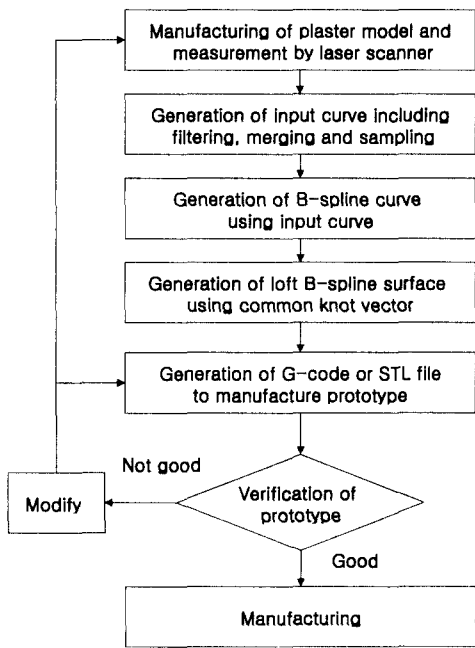 Manufacturing of plaster model and
measurement by laser scanner
Generation of input curve including
filtering, merging and sampling
Generation of B-spline curve
using input curve
Generation of loft B-spline surface
using common knot vector
Generation of G-code or STL file
to manufacture prototype
Not good
Modify
Verification of
prototype
Good
Manufacturing